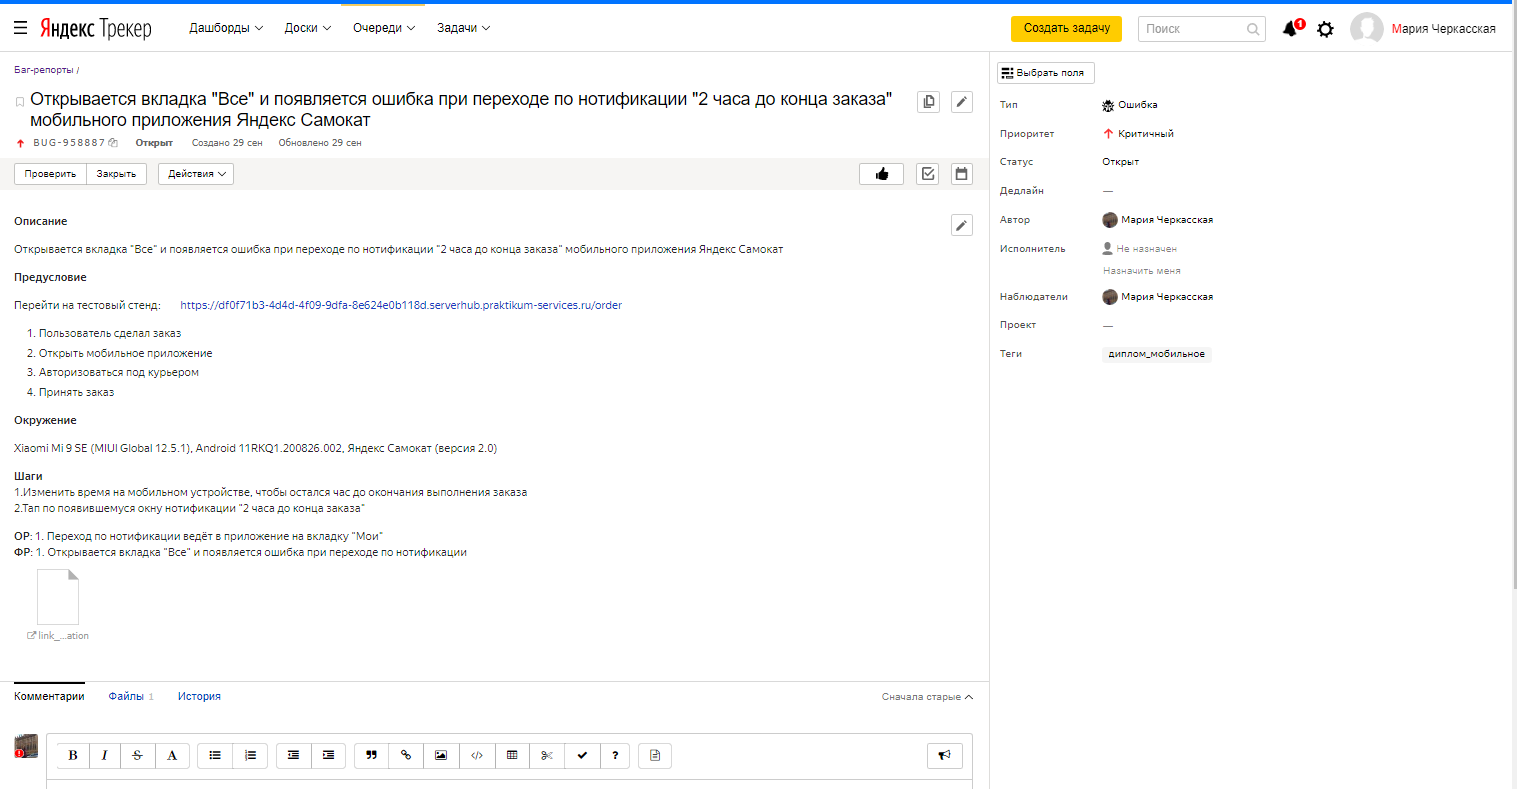 Яндекс Трекер
Дашборды
Доски
Очереди
Задачи
Создать задачу
Поиск
1
Мария Черкасская
Баг-репорты /
Открывается вкладка "Все" и появляется ошибка при переходе по нотификации "2 часа до конца заказа"
мобильного приложения Яндекс Самокат
BUG-958887
Открыт
Создано 29 сен
Обновлено 29 сен
Проверить
Закрыть
Действия
Описание
Открывается вкладка "Все" и появляется ошибка при переходе по нотификации "2 часа до конца заказа" мобильного приложения Яндекс Самокат
Предусловие
Перейти на тестовый стенд: https://df0f71b3-4d4d-4f09-9dfa-8e624e0b118d.serverhub.praktikum-services.ru/order
1. Пользователь сделал заказ
2. Открыть мобильное приложение
3. Авторизоваться под курьером
4. Принять заказ
Окружение
Xiaomi Mi 9 SE (MIUI Global 12.5.1), Android 11RKQ1.200826.002, Яндекс Самокат (версия 2.0)
Шаги
1.Изменить время на мобильном устройстве, чтобы остался час до окончания выполнения заказа
2.Тап по появившемуся окну нотификации "2 часа до конца заказа"
ОР: 1. Переход по нотификации ведёт в приложение на вкладку "Мои"
ФР: 1. Открывается вкладка "Все" и появляется ошибка при переходе по нотификации
link_...ation
Комментарии
Файлы 1
История
Сначала старые
B I S A
?
Выбрать поля
Тип Ошибка
Приоритет Критичный
Статус Открыт
Дедлайн —
Автор Мария Черкасская
Исполнитель Не назначен
Назначить меня
Наблюдатели Мария Черкасская
Проект —
Теги диплом_мобильное